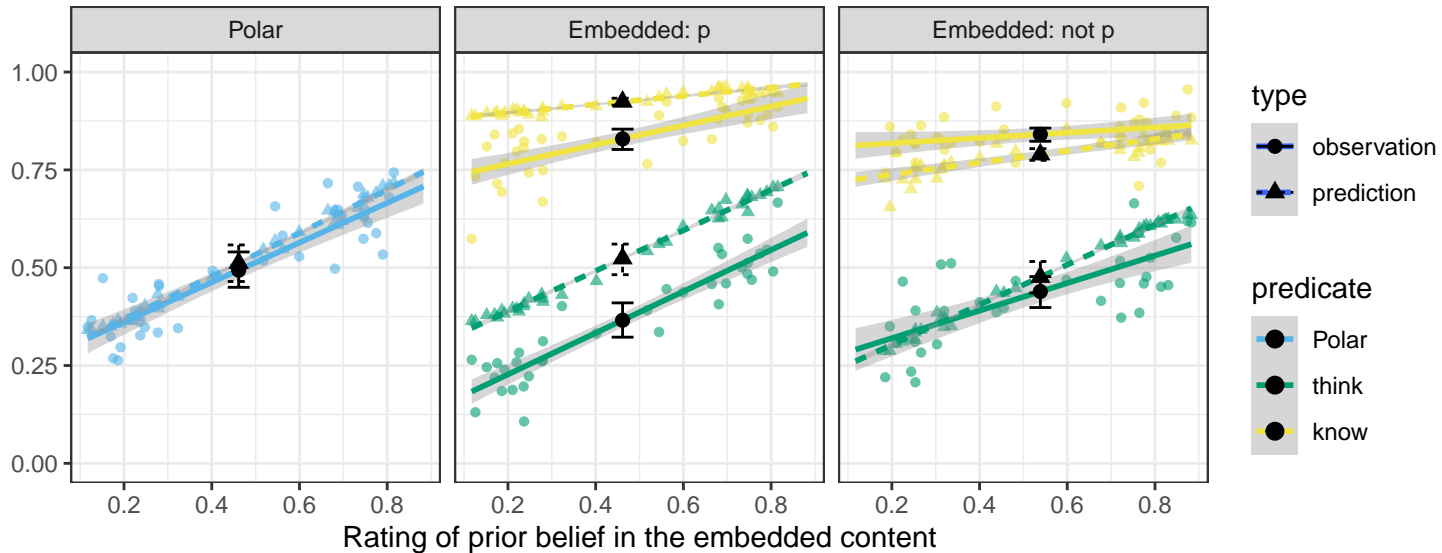 Polar
Embedded: p
Embedded: not p
1.00
0.75
0.50
0.25
0.00
0.2 0.4 0.6 0.8
0.2 0.4 0.6 0.8
0.2 0.4 0.6 0.8
Rating of prior belief in the embedded content
type
observation
prediction
predicate
Polar
think
know